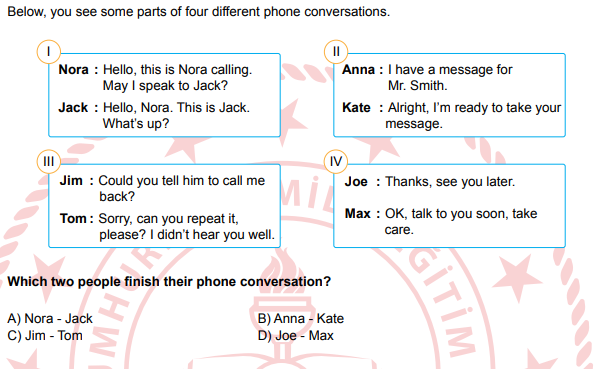 Below, you see some parts of four different phone conversations.
I
Nora : Hello, this is Nora calling.
May I speak to Jack?
Jack : Hello, Nora. This is Jack.
What's up?
II
Anna : I have a message for
Mr. Smith.
Kate : Alright, I'm ready to take your
message.
III
Jim : Could you tell him to call me
back?
Tom : Sorry, can you repeat it,
please? I didn't hear you well.
IV
Joe : Thanks, see you later.
Max : OK, talk to you soon, take
care.
Which two people finish their phone conversation?
A) Nora - Jack
B) Anna - Kate
C) Jim - Tom
D) Joe - Max